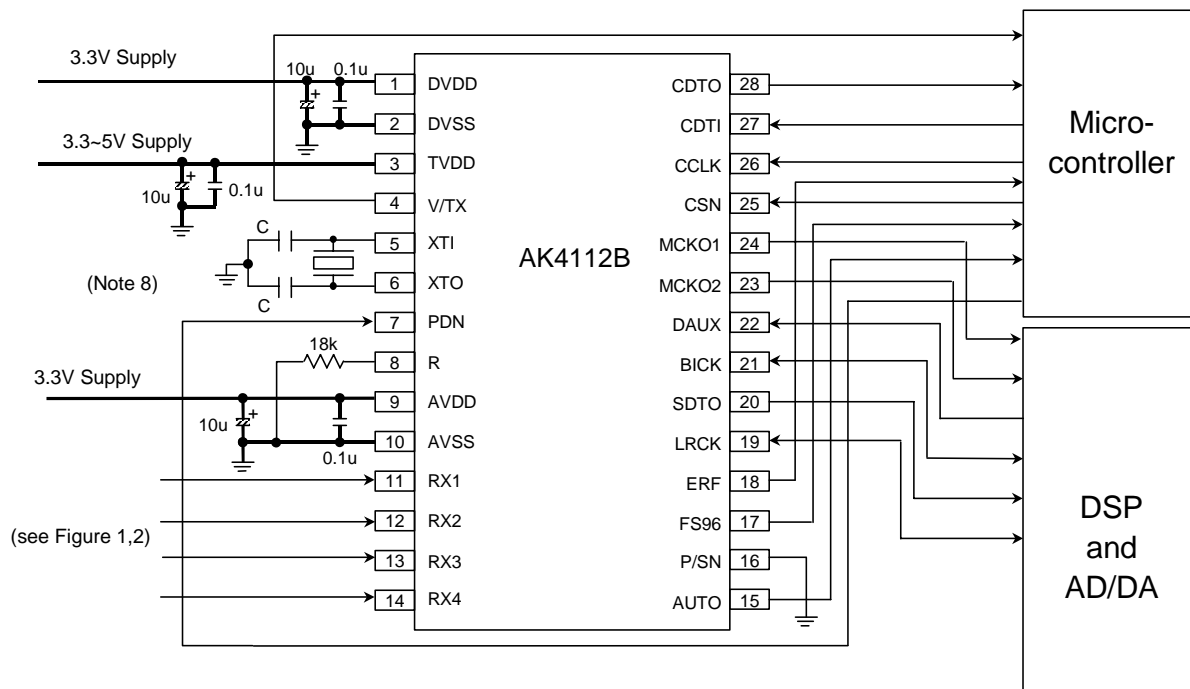 3.3V Supply
10u
+
0.1u
1
DVDD
2
DVSS
3.3~5V Supply
3
TVDD
10u
+
0.1u
4
V/TX
C
5
XTI
(Note 8)
C
6
XTO
7
PDN
18k
8
R
3.3V Supply
9
AVDD
10u
+
0.1u
10
AVSS
11
RX1
(see Figure 1,2)
12
RX2
13
RX3
14
RX4
AK4112B
CDTO
28
CDTI
27
CCLK
26
CSN
25
MCKO1
24
MCKO2
23
DAUX
22
BICK
21
SDTO
20
LRCK
19
ERF
18
FS96
17
P/SN
16
AUTO
15
Micro-
controller
DSP
and
AD/DA